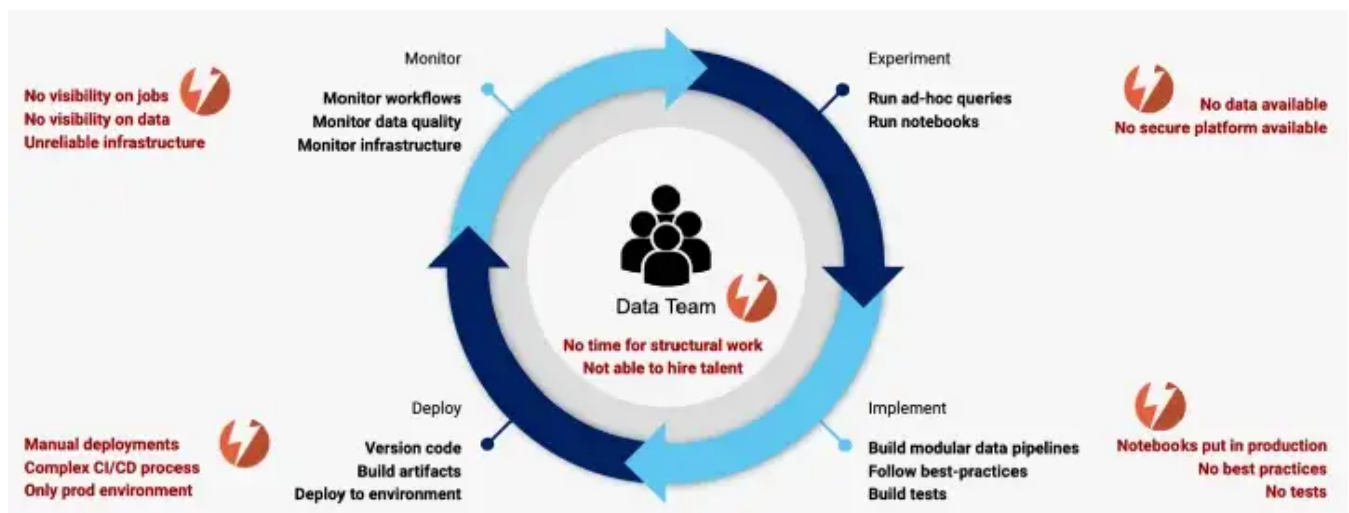 Monitor
Monitor workflows
Monitor data quality
Monitor infrastructure
No visibility on jobs
No visibility on data
Unreliable infrastructure
Experiment
Run ad-hoc queries
Run notebooks
No data available
No secure platform available
Data Team
No time for structural work
Not able to hire talent
Deploy
Version code
Build artifacts
Deploy to environment
Manual deployments
Complex CI/CD process
Only prod environment
Implement
Build modular data pipelines
Follow best-practices
Build tests
Notebooks put in production
No best practices
No tests